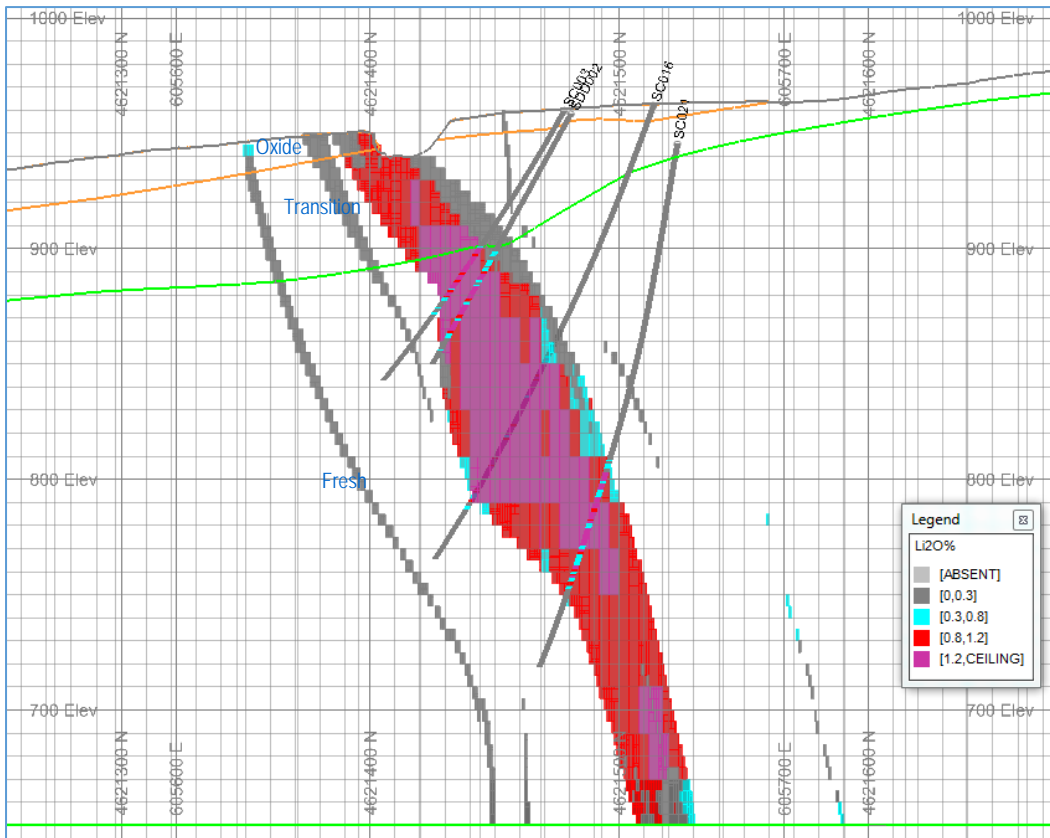 1000 Elev
1000 Elev
4621300 N
605600 E
4621400 N
4621500 N
605700 E
4621600 N
SC003
SDD002
SC016
SC021
Oxide
Transition
900 Elev
900 Elev
Fresh
800 Elev
800 Elev
Legend
Li2O%
[ABSENT]
[0,0.3]
[0.3,0.8]
[0.8,1.2]
[1.2,CEILING]
700 Elev
700 Elev
4621300 N
605600 E
4621400 N
4621500 N
605700 E
4621600 N